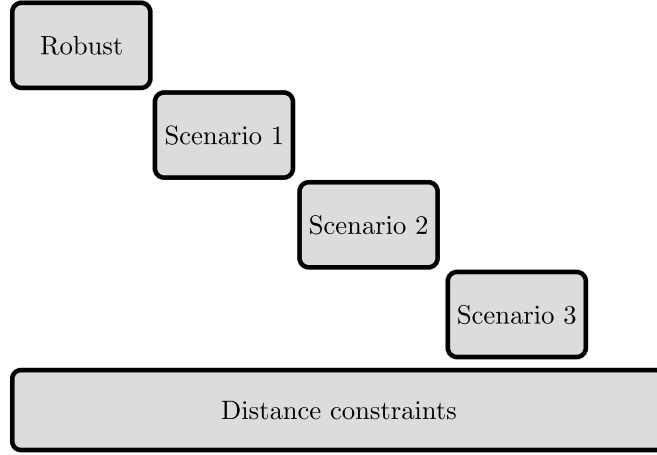 Robust
Scenario 1
Scenario 2
Scenario 3
Distance constraints